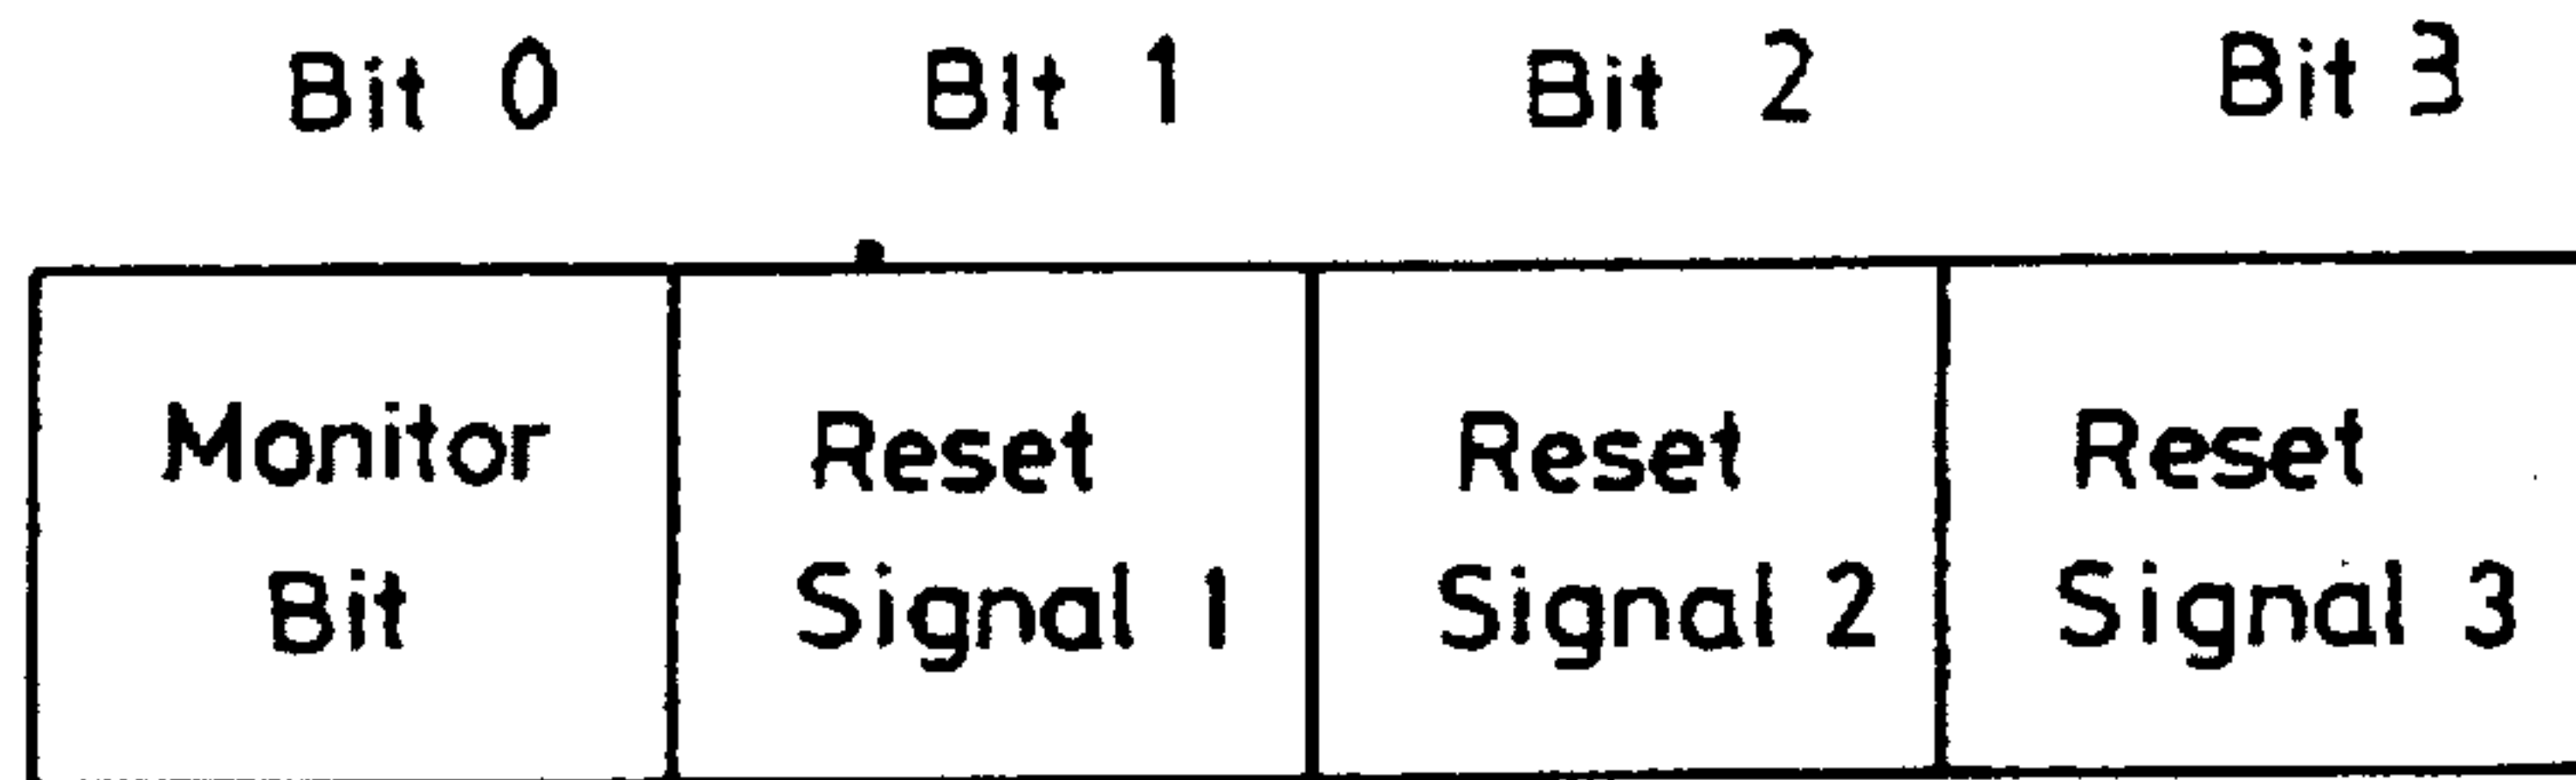 Bit 0 Bit 1 Bit 2 Bit 3
Monitor Reset Reset Reset
Bit Signal 1 Signal 2 Signal 3